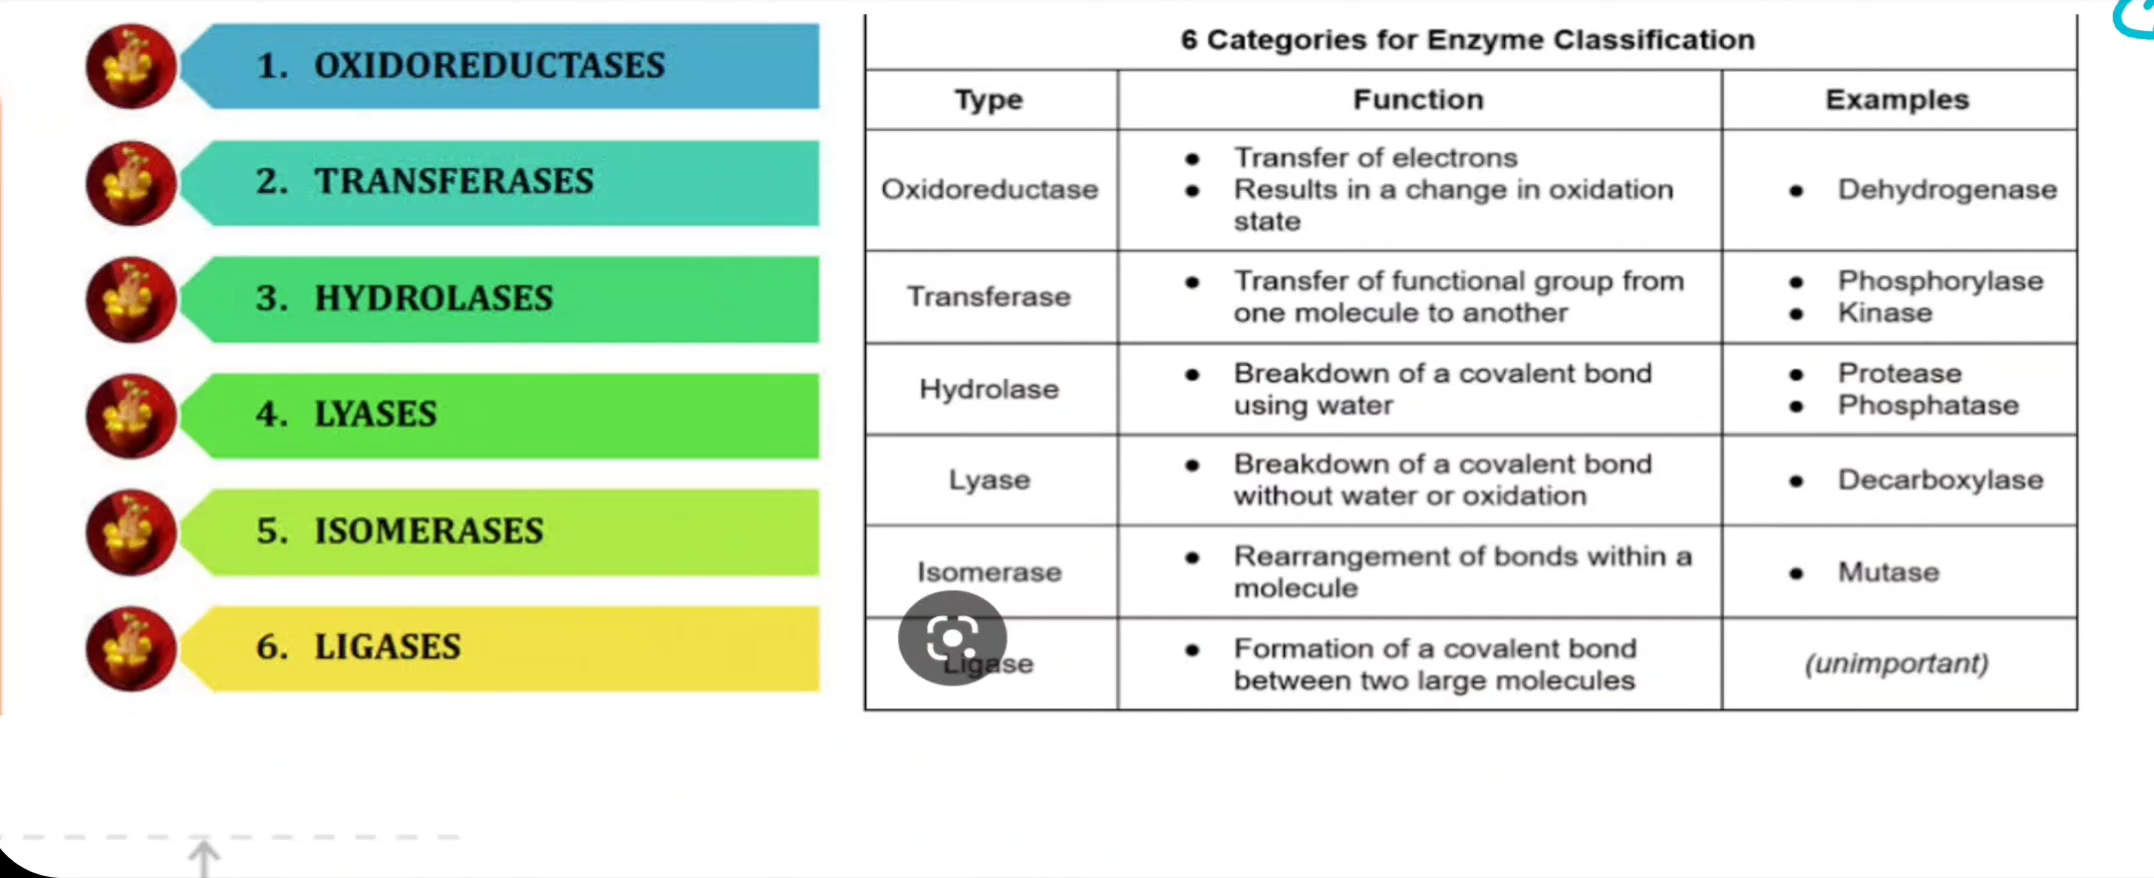 1. OXIDOREDUCTASES
2. TRANSFERASES
3. HYDROLASES
4. LYASES
5. ISOMERASES
6. LIGASES
6 Categories for Enzyme Classification
Type Function Examples
Oxidoreductase
• Transfer of electrons
• Results in a change in oxidation
state
• Dehydrogenase
Transferase
• Transfer of functional group from
one molecule to another
• Phosphorylase
• Kinase
Hydrolase
• Breakdown of a covalent bond
using water
• Protease
• Phosphatase
Lyase
• Breakdown of a covalent bond
without water or oxidation
• Decarboxylase
Isomerase
• Rearrangement of bonds within a
molecule
• Mutase
Ligase
• Formation of a covalent bond
between two large molecules
(unimportant)